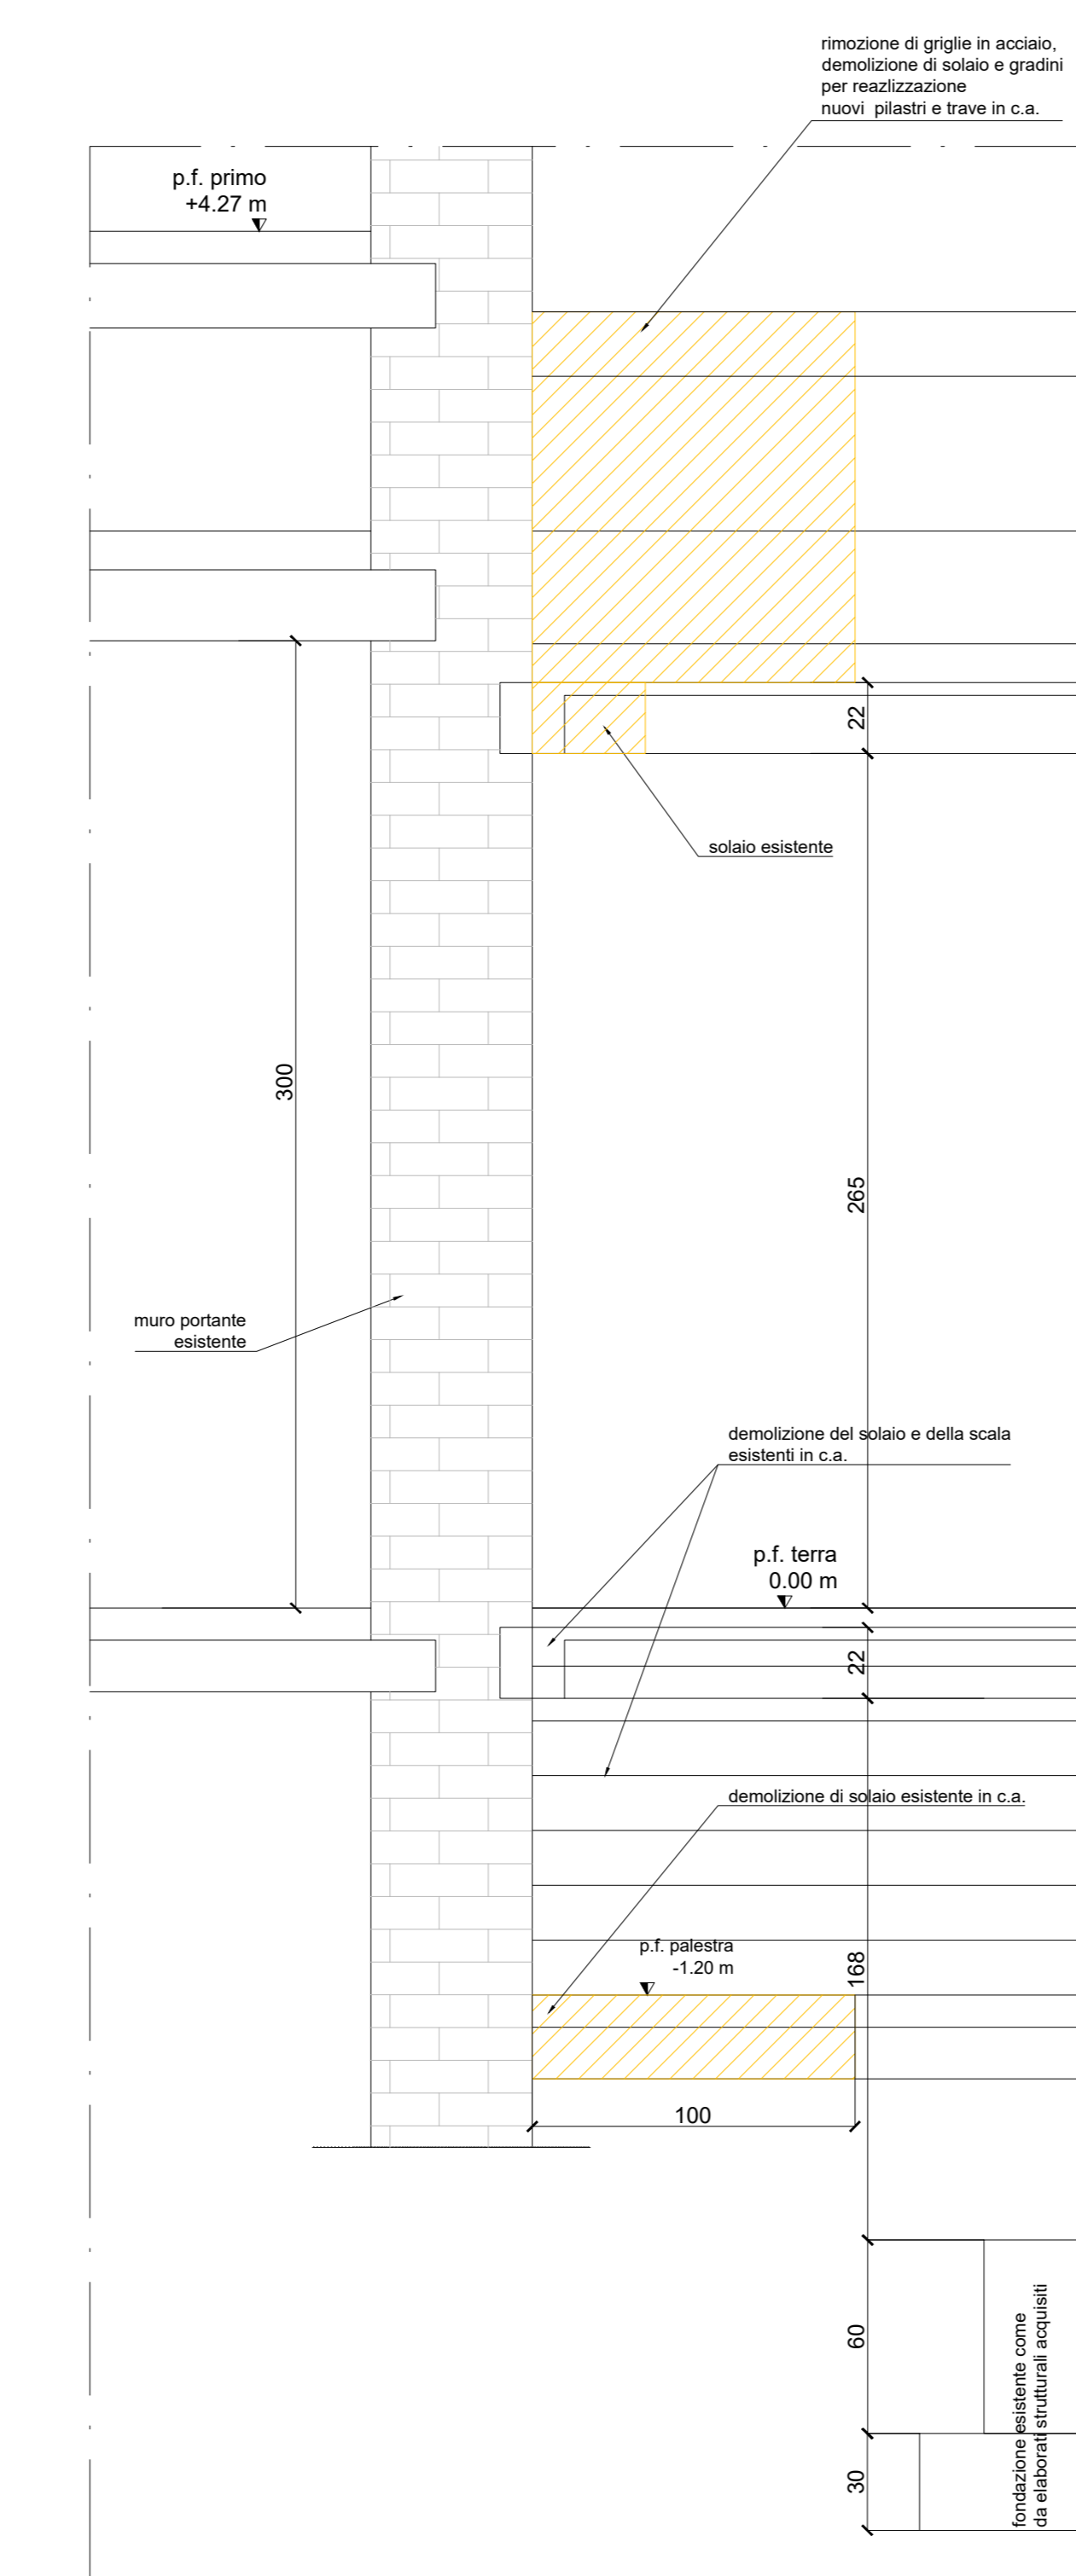 rimozione di griglie in acciaio,
demolizione di solaio e gradini
per reazlizzazione
nuovi pilastri e trave in c.a.
p.f. primo
+4.27 m
22
solaio esistente
300
265
muro portante
esistente
demolizione del solaio e della scala
esistenti in c.a.
p.f. terra
0.00 m
22
demolizione di solaio esistente in c.a.
p.f. palestra
-1.20 m
168
100
60
30
fondazione esistente come
da elaborati strutturali acquisiti